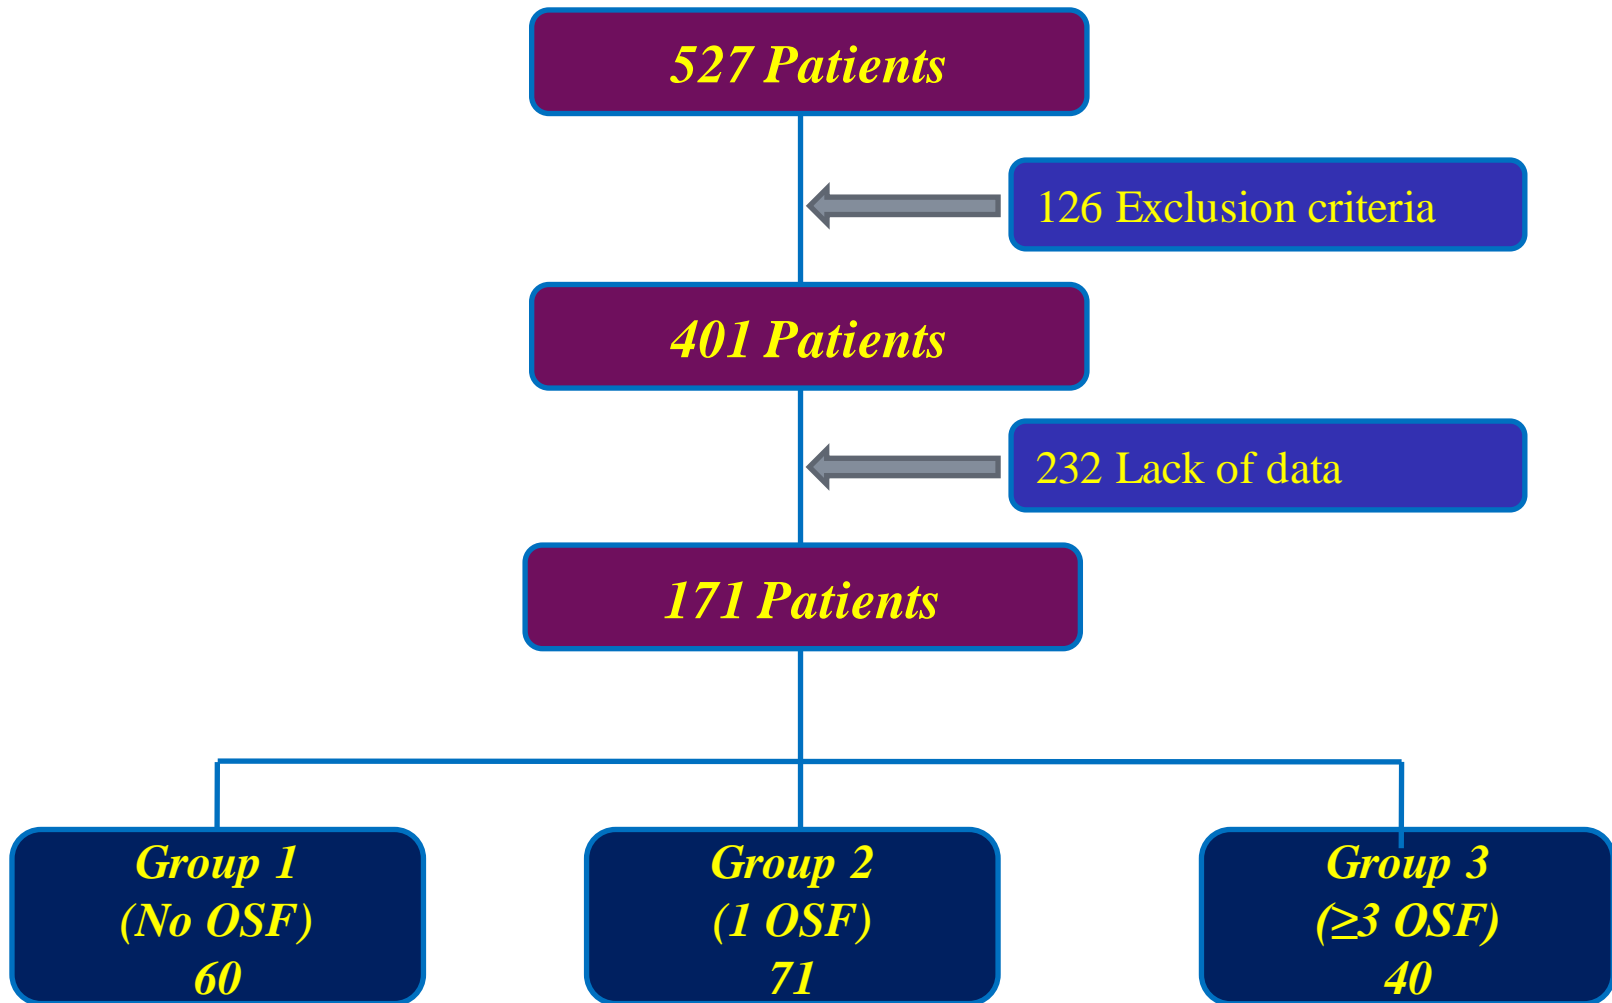 527 Patients
126 Exclusion criteria
401 Patients
232 Lack of data
171 Patients
Group 1
(No OSF)
60
Group 2
(1 OSF)
71
Group 3
(≥3 OSF)
40